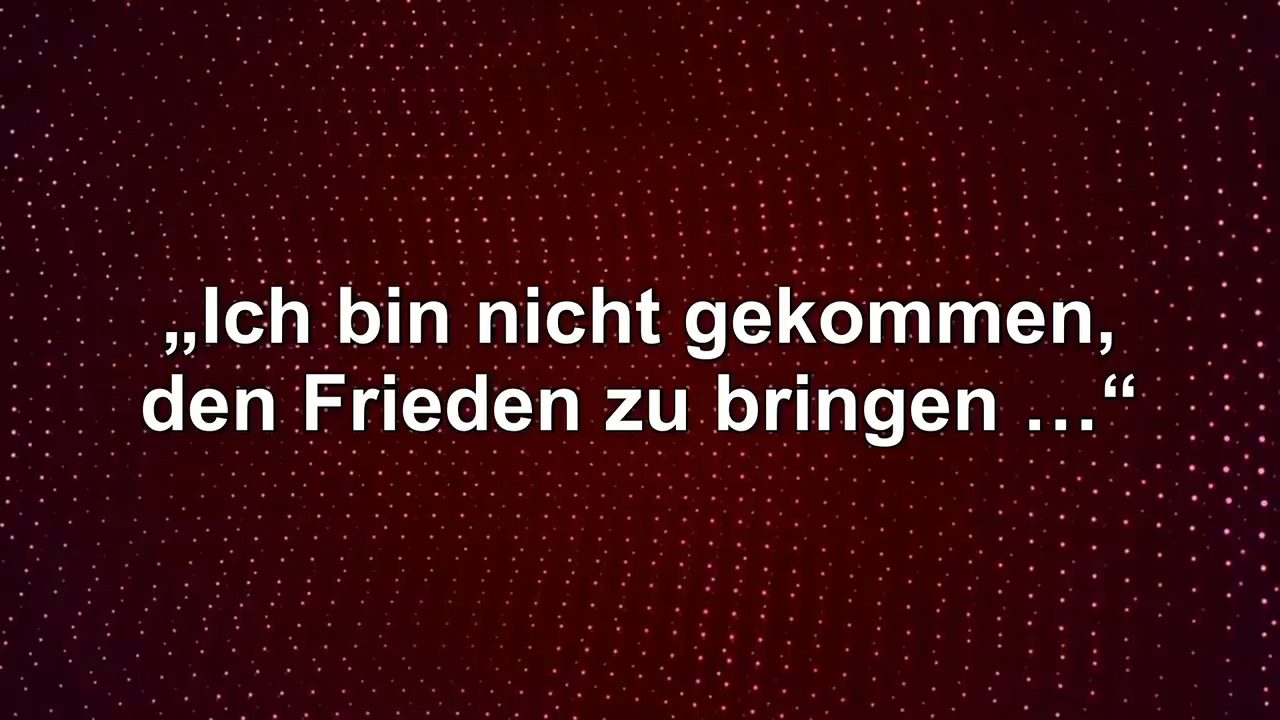 „Ich bin nicht gekommen,
den Frieden zu bringen …“